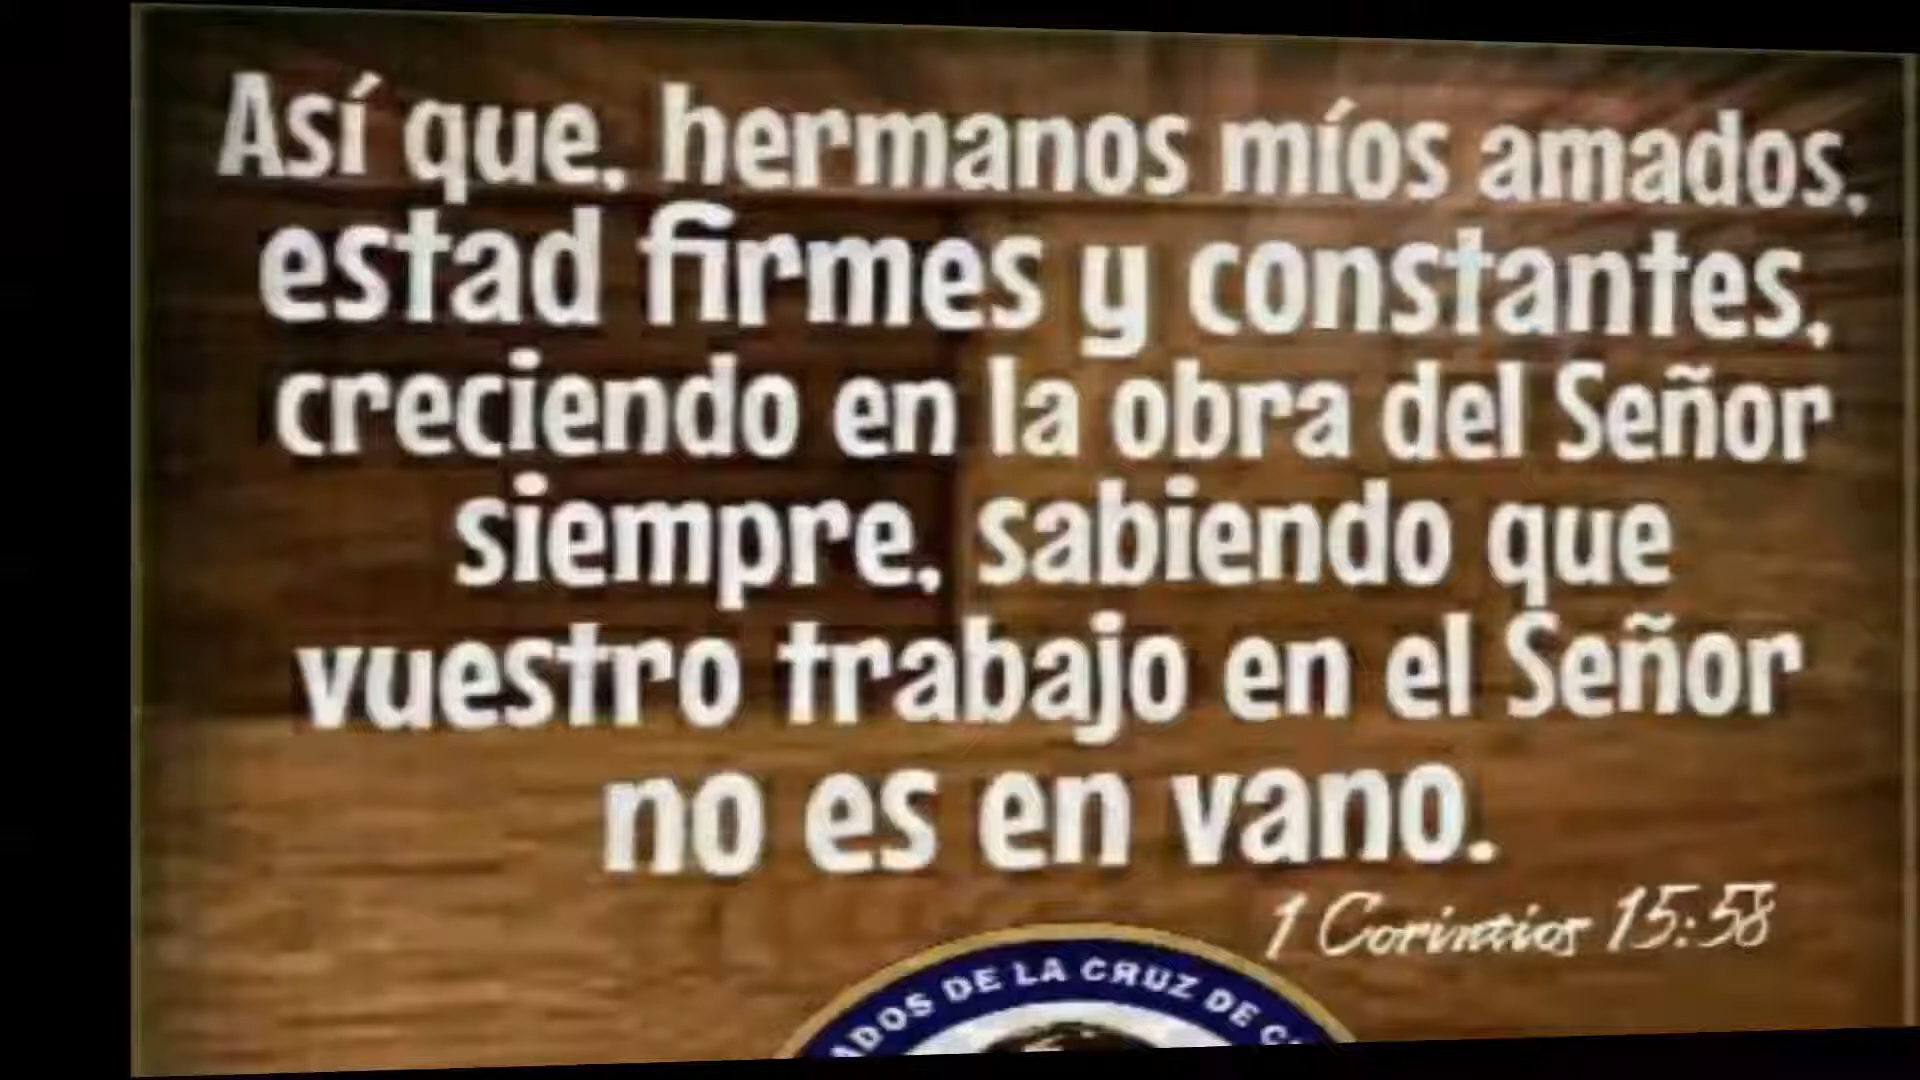 Así que, hermanos míos amados,
estad firmes y constantes,
creciendo en la obra del Señor
siempre, sabiendo que
vuestro trabajo en el Señor
no es en vano.
1 Corintios 15:58
DE LA CRUZ DE